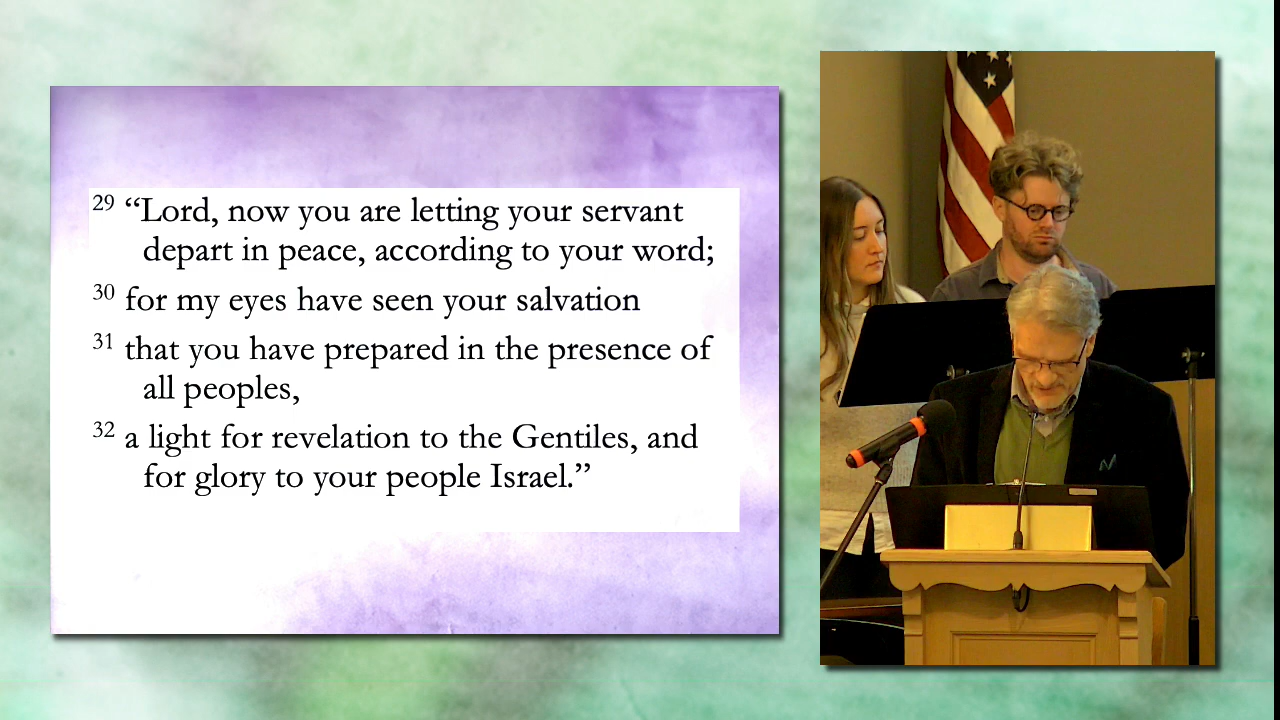 29 “Lord, now you are letting your servant
depart in peace, according to your word;
30 for my eyes have seen your salvation
31 that you have prepared in the presence of
all peoples,
32 a light for revelation to the Gentiles, and
for glory to your people Israel.”